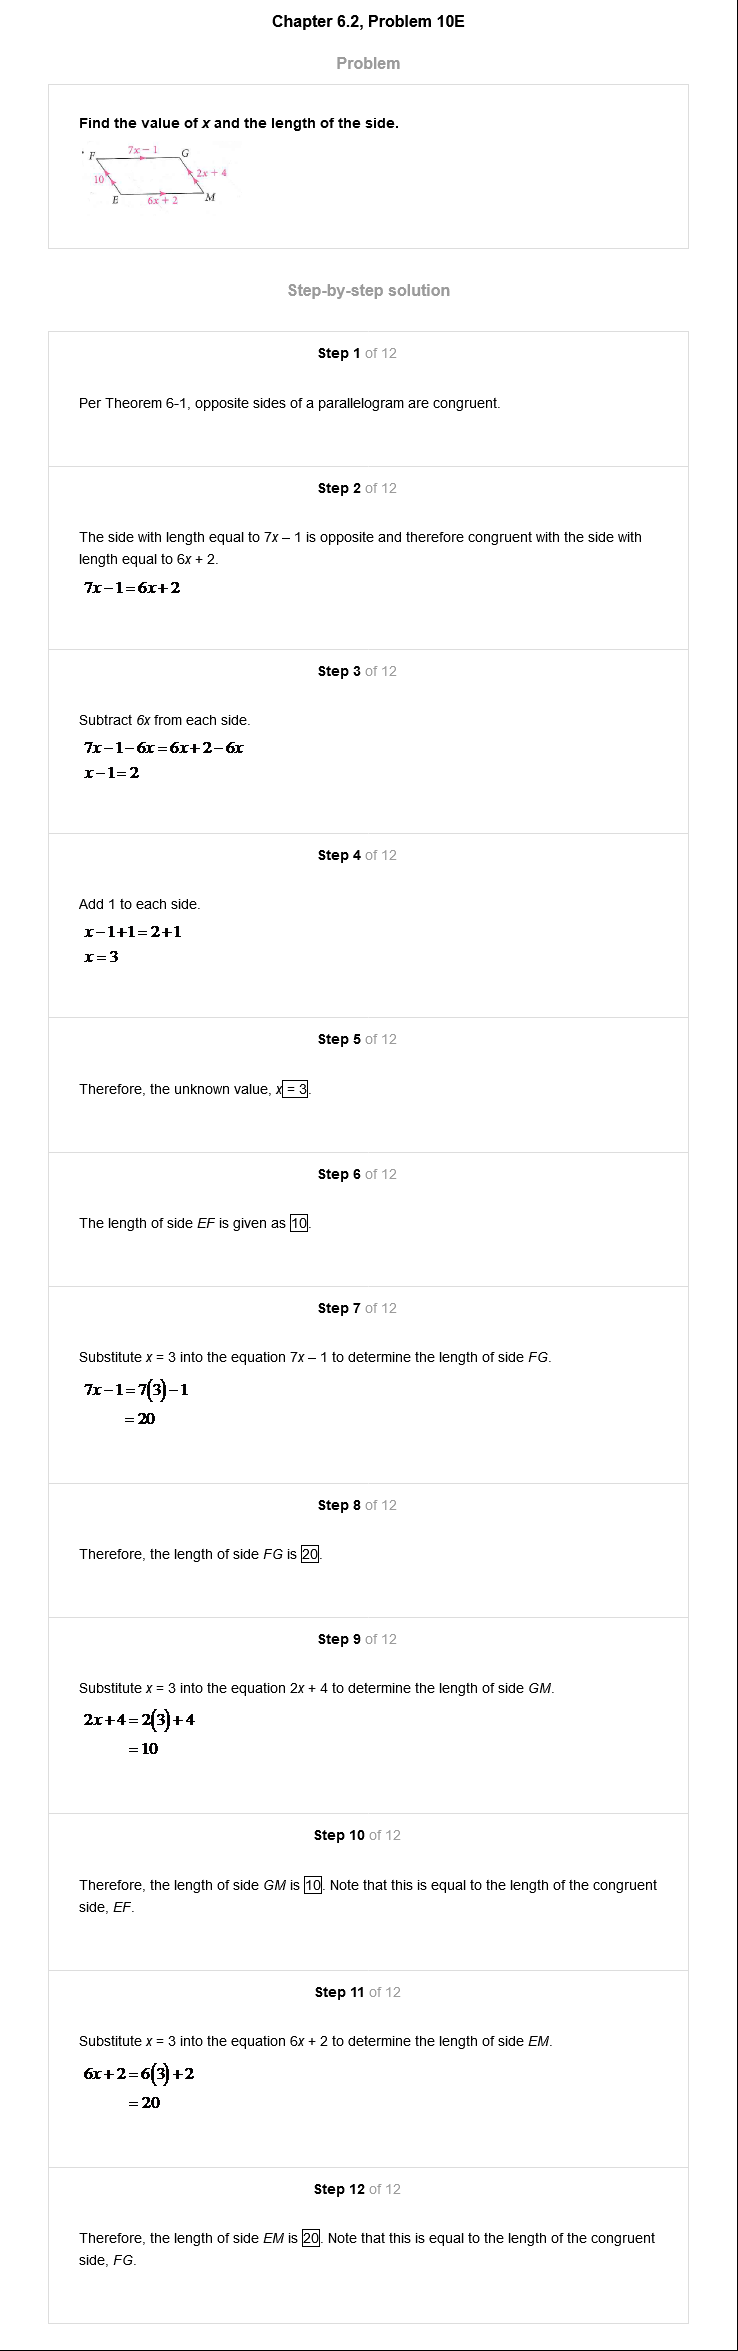 Chapter 6.2, Problem 10E
Problem
Find the value of x and the length of the side.
F
7x − 1
G
10
2x + 4
E
6x + 2
M
Step-by-step solution
Step 1 of 12
Per Theorem 6-1, opposite sides of a parallelogram are congruent.
Step 2 of 12
The side with length equal to 7x – 1 is opposite and therefore congruent with the side with
length equal to 6x + 2.
7x−1=6x+2
Step 3 of 12
Subtract 6x from each side.
7x−1−6x=6x+2−6x
x−1=2
Step 4 of 12
Add 1 to each side.
x−1+1=2+1
x=3
Step 5 of 12
Therefore, the unknown value, x = 3.
Step 6 of 12
The length of side EF is given as 10.
Step 7 of 12
Substitute x = 3 into the equation 7x – 1 to determine the length of side FG.
7x−1=7(3)−1
=20
Step 8 of 12
Therefore, the length of side FG is 20.
Step 9 of 12
Substitute x = 3 into the equation 2x + 4 to determine the length of side GM.
2x+4=2(3)+4
=10
Step 10 of 12
Therefore, the length of side GM is 10. Note that this is equal to the length of the congruent
side, EF.
Step 11 of 12
Substitute x = 3 into the equation 6x + 2 to determine the length of side EM.
6x+2=6(3)+2
=20
Step 12 of 12
Therefore, the length of side EM is 20. Note that this is equal to the length of the congruent
side, FG.